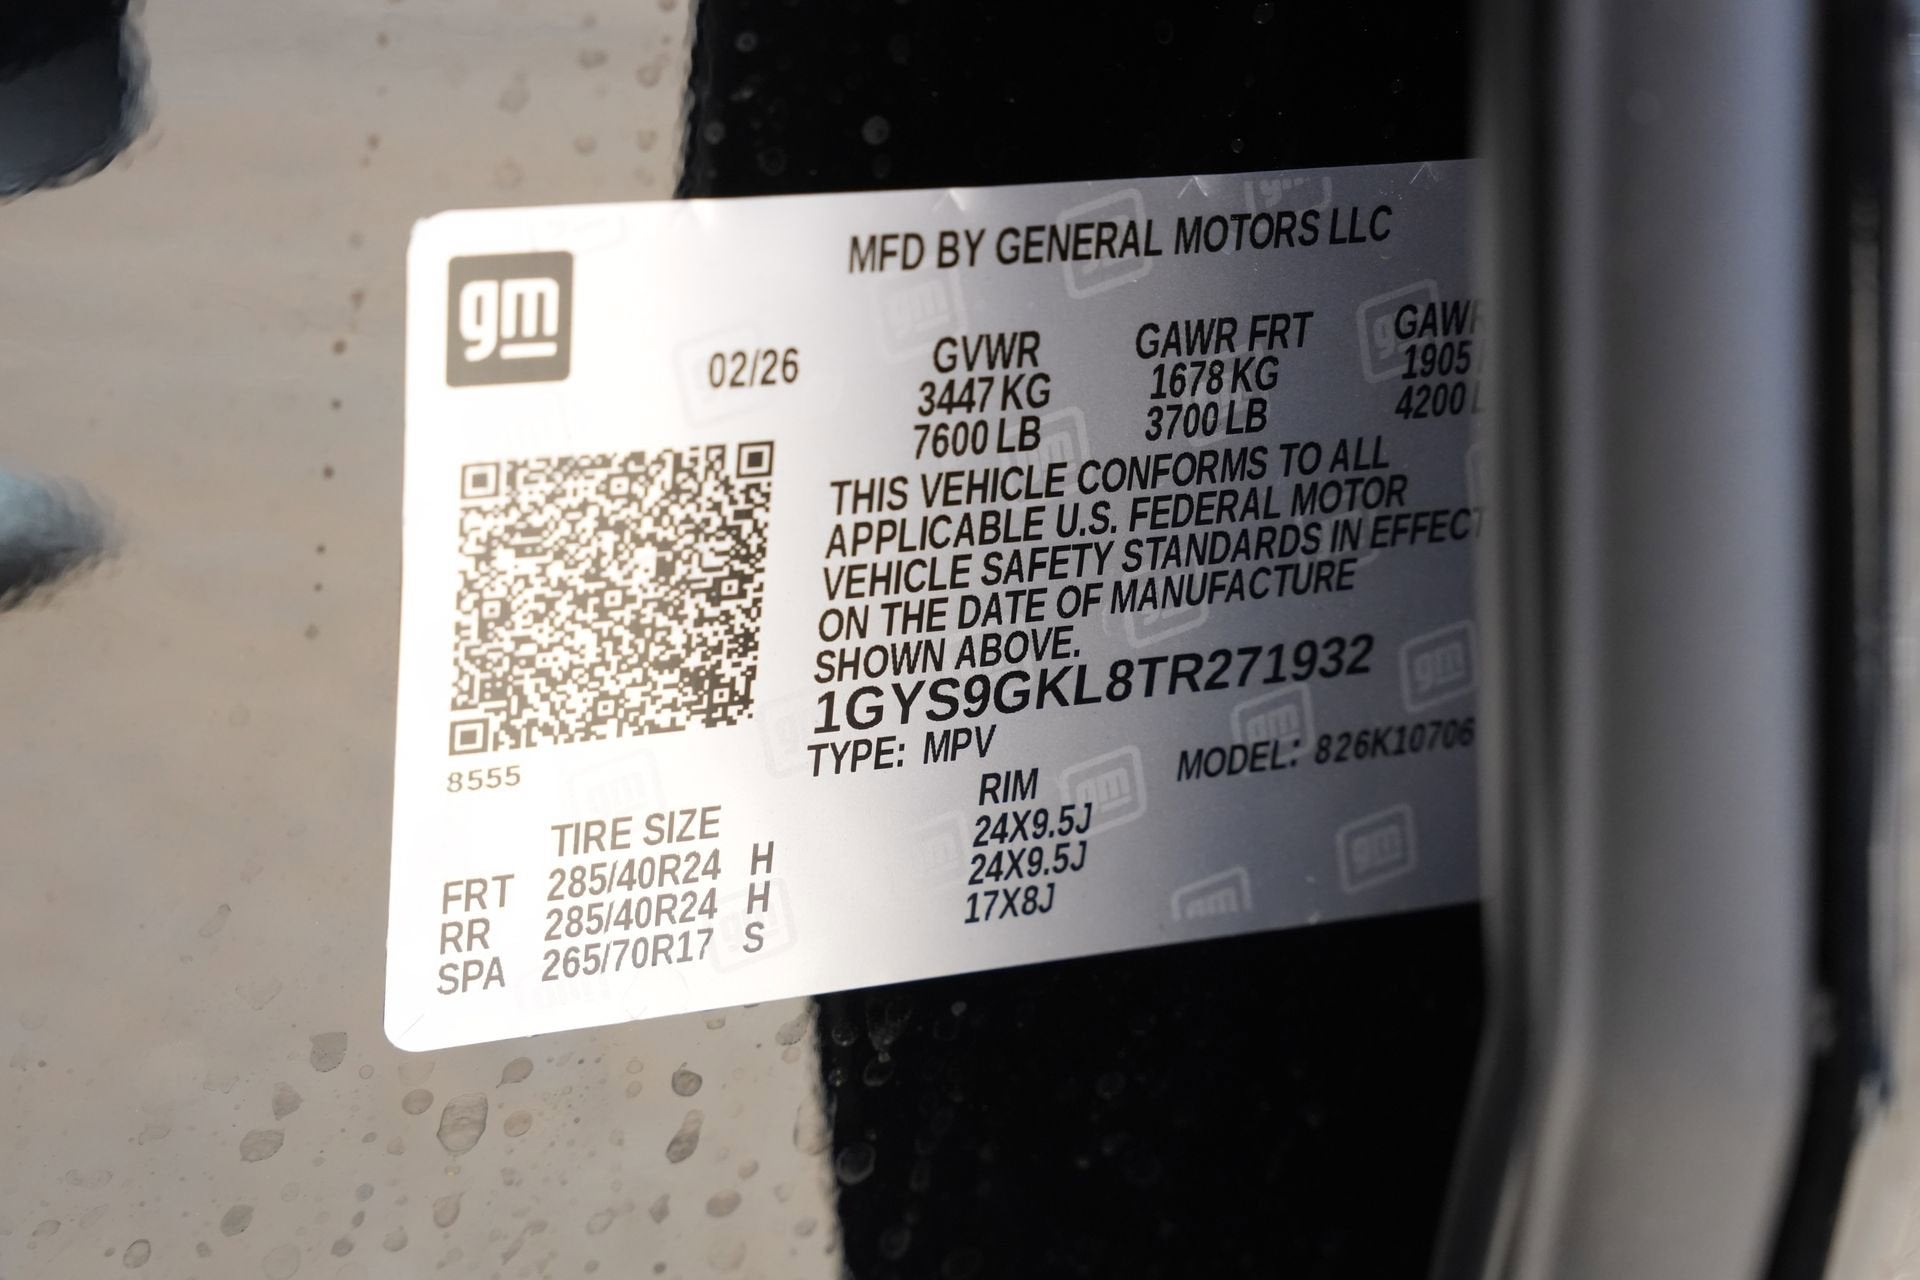 gm
MFD BY GENERAL MOTORS LLC
02/26 GVWR GAWR FRT
3447 KG 1678 KG 1905
7600 LB 3700 LB 4200
THIS VEHICLE CONFORMS TO ALL
APPLICABLE U.S. FEDERAL MOTOR
VEHICLE SAFETY STANDARDS IN EFFECT
ON THE DATE OF MANUFACTURE
SHOWN ABOVE.
1GYS9GKL8TR271932
TYPE: MPV MODEL: 826K10706
8555
TIRE SIZE RIM
FRT 285/40R24 H 24X9.5J
RR 285/40R24 H 24X9.5J
SPA 265/70R17 S 17X8J